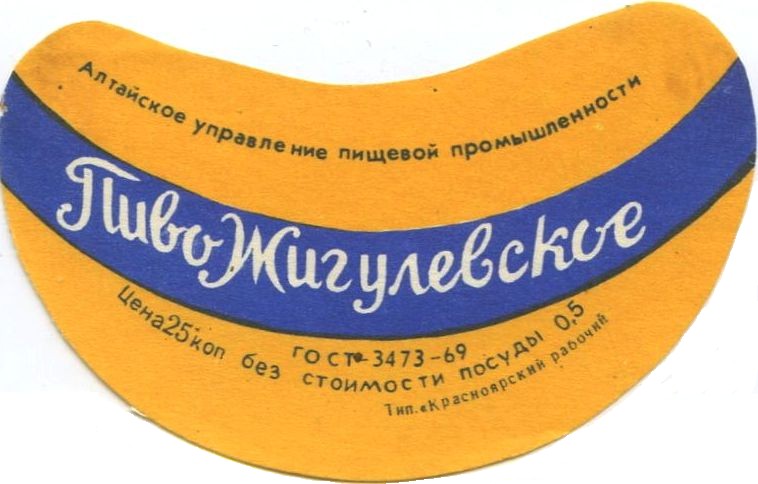 Алтайское управление пищевой промышленности
Пиво Жигулевское
ГОСТ-3473-69
Цена 25 коп без стоимости посуды 0,5
Тип. «Красноярский рабочий